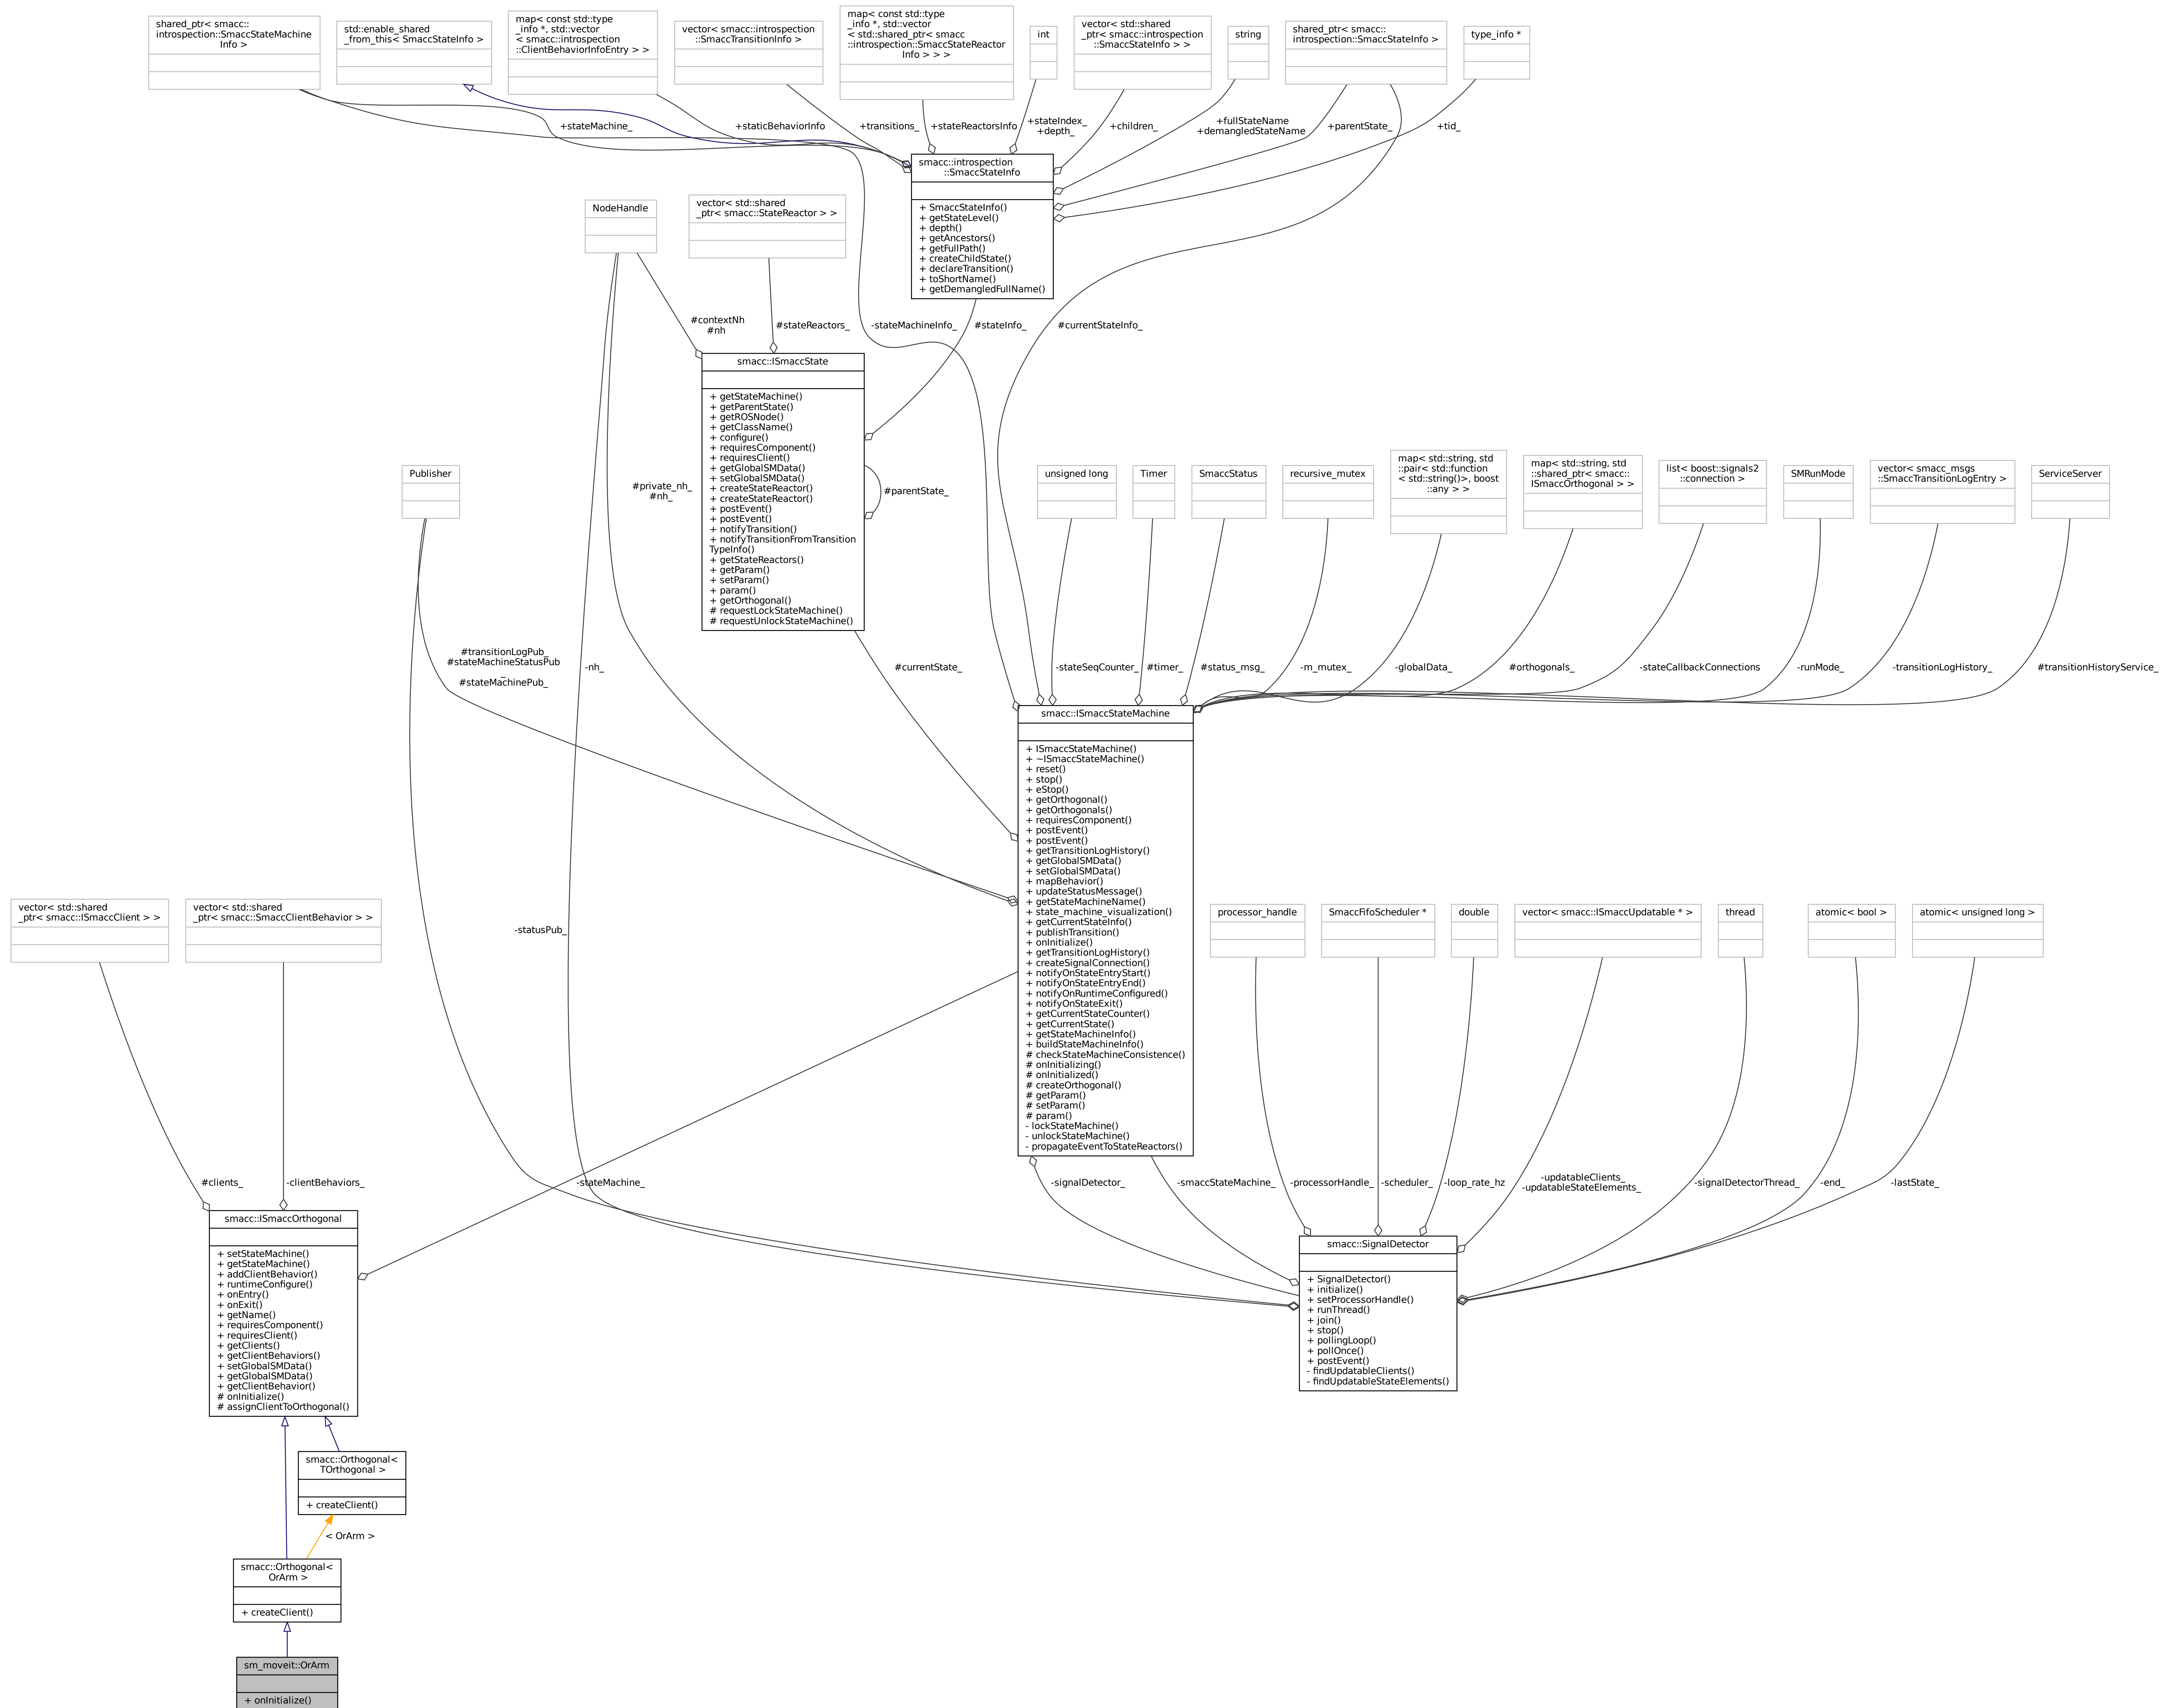 shared_ptr< smacc::
introspection::SmaccStateMachine
Info >
std::enable_shared
_from_this< SmaccStateInfo >
map< const std::type
_info *, std::vector
< smacc::introspection
::ClientBehaviorInfoEntry > >
vector< smacc::introspection
::SmaccTransitionInfo >
map< const std::type
_info *, std::vector
< std::shared_ptr< smacc
::introspection::SmaccStateReactor
Info > > >
int
vector< std::shared
_ptr< smacc::introspection
::SmaccStateInfo > >
string
shared_ptr< smacc::
introspection::SmaccStateInfo >
type_info *
+stateMachine_
+staticBehaviorInfo
+transitions_
+stateReactorsInfo
+stateIndex_
+depth_
+children_
+fullStateName
+demangledStateName
+parentState_
+tid_
smacc::introspection
::SmaccStateInfo
+ SmaccStateInfo()
+ getStateLevel()
+ depth()
+ getAncestors()
+ getFullPath()
+ createChildState()
+ declareTransition()
+ toShortName()
+ getDemangledFullName()
NodeHandle
vector< std::shared
_ptr< smacc::StateReactor > >
#contextNh
#nh
#stateReactors_
-stateMachineInfo_
#stateInfo_
#currentStateInfo_
smacc::ISmaccState
+ getStateMachine()
+ getParentState()
+ getROSNode()
+ getClassName()
+ configure()
+ requiresComponent()
+ requiresClient()
+ getGlobalSMData()
+ setGlobalSMData()
+ createStateReactor()
+ createStateReactor()
+ postEvent()
+ postEvent()
+ notifyTransition()
+ notifyTransitionFromTransition
TypeInfo()
+ getStateReactors()
+ getParam()
+ setParam()
+ param()
+ getOrthogonal()
# requestLockStateMachine()
# requestUnlockStateMachine()
#parentState_
#private_nh_
#nh_
Publisher
unsigned long
Timer
SmaccStatus
recursive_mutex
map< std::string, std
::pair< std::function
< std::string()>, boost
::any > >
map< std::string, std
::shared_ptr< smacc::
ISmaccOrthogonal > >
list< boost::signals2
::connection >
SMRunMode
vector< smacc_msgs
::SmaccTransitionLogEntry >
ServiceServer
#transitionLogPub_
#stateMachineStatusPub
_
#stateMachinePub_
-nh_
#currentState_
-stateSeqCounter_
#timer_
#status_msg_
-m_mutex_
-globalData_
#orthogonals_
-stateCallbackConnections
-runMode_
-transitionLogHistory_
#transitionHistoryService_
smacc::ISmaccStateMachine
+ ISmaccStateMachine()
+ ~ISmaccStateMachine()
+ reset()
+ stop()
+ eStop()
+ getOrthogonal()
+ getOrthogonals()
+ requiresComponent()
+ postEvent()
+ postEvent()
+ getTransitionLogHistory()
+ getGlobalSMData()
+ setGlobalSMData()
+ mapBehavior()
+ updateStatusMessage()
+ getStateMachineName()
+ state_machine_visualization()
+ getCurrentStateInfo()
+ publishTransition()
+ onInitialize()
+ getTransitionLogHistory()
+ createSignalConnection()
+ notifyOnStateEntryStart()
+ notifyOnStateEntryEnd()
+ notifyOnRuntimeConfigured()
+ notifyOnStateExit()
+ getCurrentStateCounter()
+ getCurrentState()
+ getStateMachineInfo()
+ buildStateMachineInfo()
# checkStateMachineConsistence()
# onInitializing()
# onInitialized()
# createOrthogonal()
# getParam()
# setParam()
# param()
- lockStateMachine()
- unlockStateMachine()
- propagateEventToStateReactors()
vector< std::shared
_ptr< smacc::ISmaccClient > >
vector< std::shared
_ptr< smacc::SmaccClientBehavior > >
-statusPub_
processor_handle
SmaccFifoScheduler *
double
vector< smacc::ISmaccUpdatable * >
thread
atomic< bool >
atomic< unsigned long >
#clients_
-clientBehaviors_
-stateMachine_
-signalDetector_
-smaccStateMachine_
-processorHandle_
-scheduler_
-loop_rate_hz
-updatableClients_
-updatableStateElements_
-signalDetectorThread_
-end_
-lastState_
smacc::ISmaccOrthogonal
+ setStateMachine()
+ getStateMachine()
+ addClientBehavior()
+ runtimeConfigure()
+ onEntry()
+ onExit()
+ getName()
+ requiresComponent()
+ requiresClient()
+ getClients()
+ getClientBehaviors()
+ setGlobalSMData()
+ getGlobalSMData()
+ getClientBehavior()
# onInitialize()
# assignClientToOrthogonal()
smacc::SignalDetector
+ SignalDetector()
+ initialize()
+ setProcessorHandle()
+ runThread()
+ join()
+ stop()
+ pollingLoop()
+ pollOnce()
+ postEvent()
- findUpdatableClients()
- findUpdatableStateElements()
smacc::Orthogonal<
TOrthogonal >
+ createClient()
< OrArm >
smacc::Orthogonal<
OrArm >
+ createClient()
sm_moveit::OrArm
+ onInitialize()